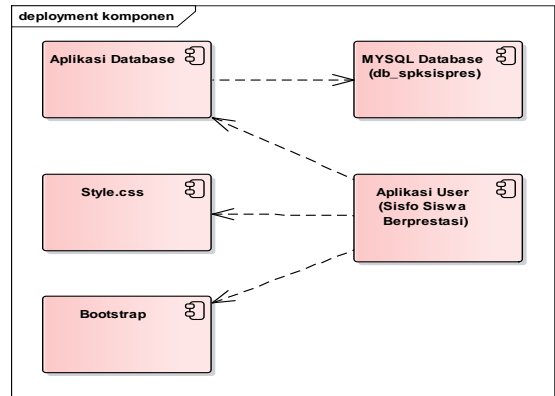 deployment komponen
Aplikasi Database
MYSQL Database
(db_spksispres)
Style.css
Aplikasi User
(Sisfo Siswa
Berprestasi)
Bootstrap